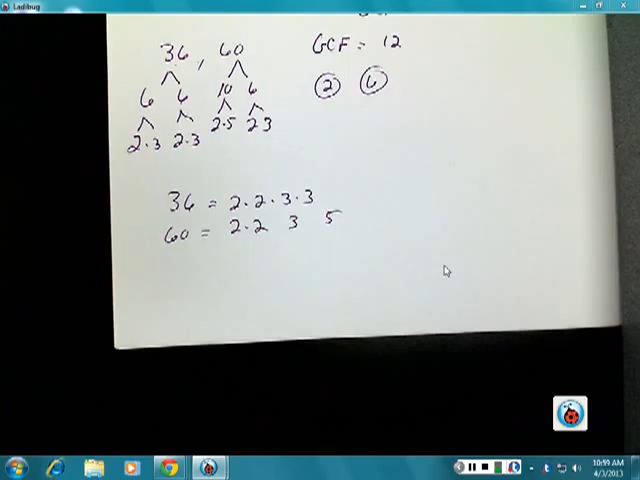 Ladibug
36, 60
GCF = 12
2 6
6 6 10 6
2·3 2·3 2·5 2 3
36 = 2·2·3·3
60 = 2·2 3 5
10:59 AM
4/3/2013